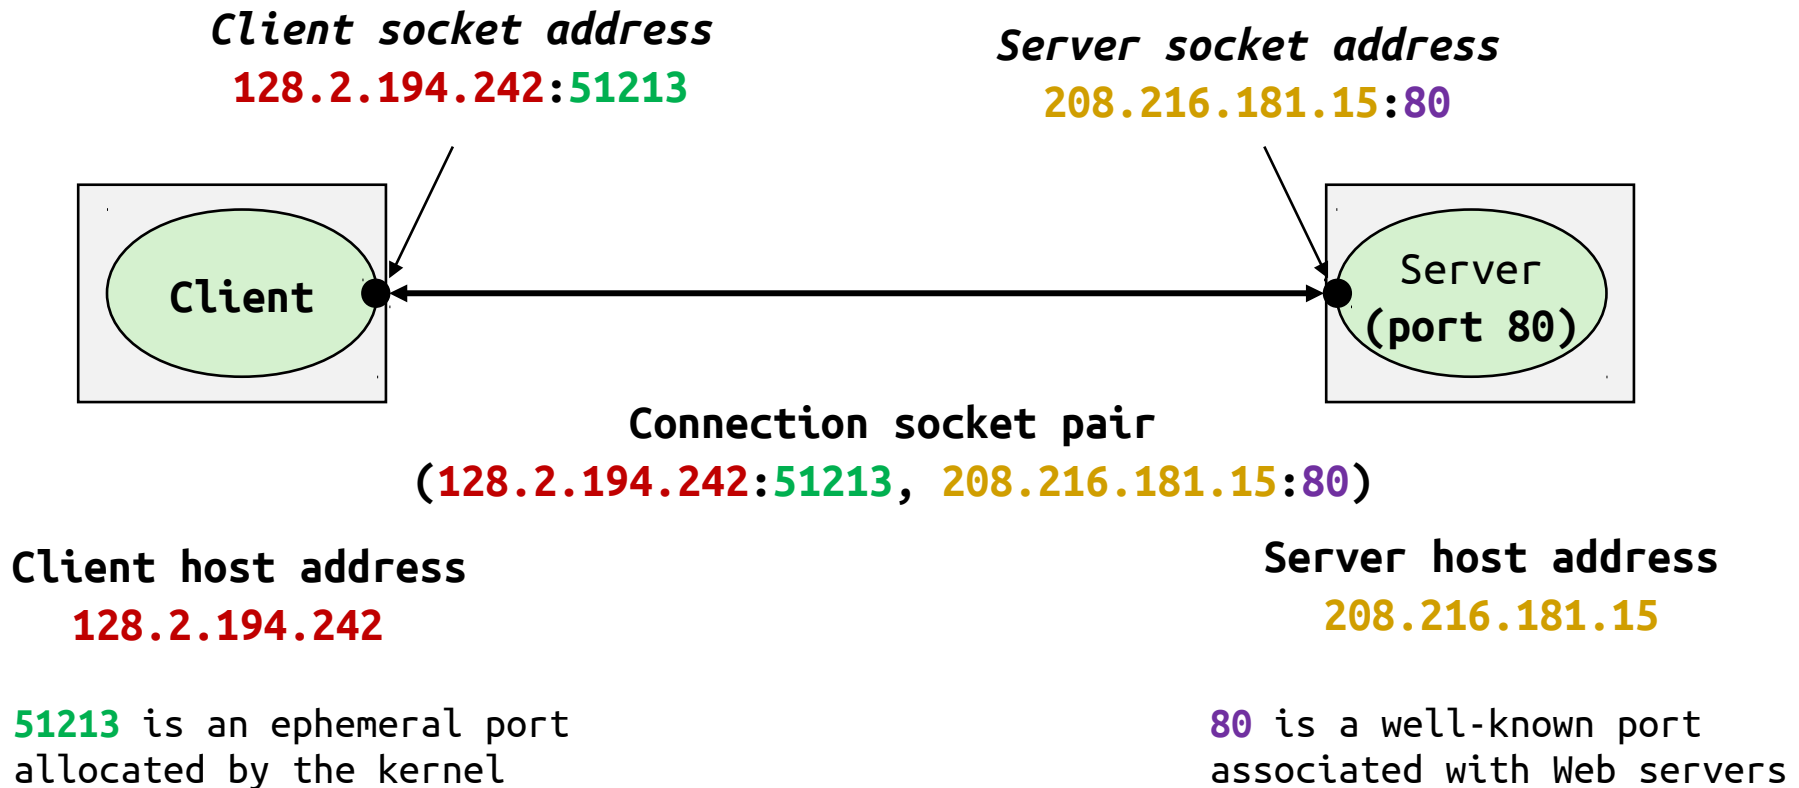 Client socket address
128.2.194.242:51213
Server socket address
208.216.181.15:80
Client
Server
(port 80)
Connection socket pair
(128.2.194.242:51213, 208.216.181.15:80)
Client host address
128.2.194.242
Server host address
208.216.181.15
51213 is an ephemeral port
allocated by the kernel
80 is a well-known port
associated with Web servers